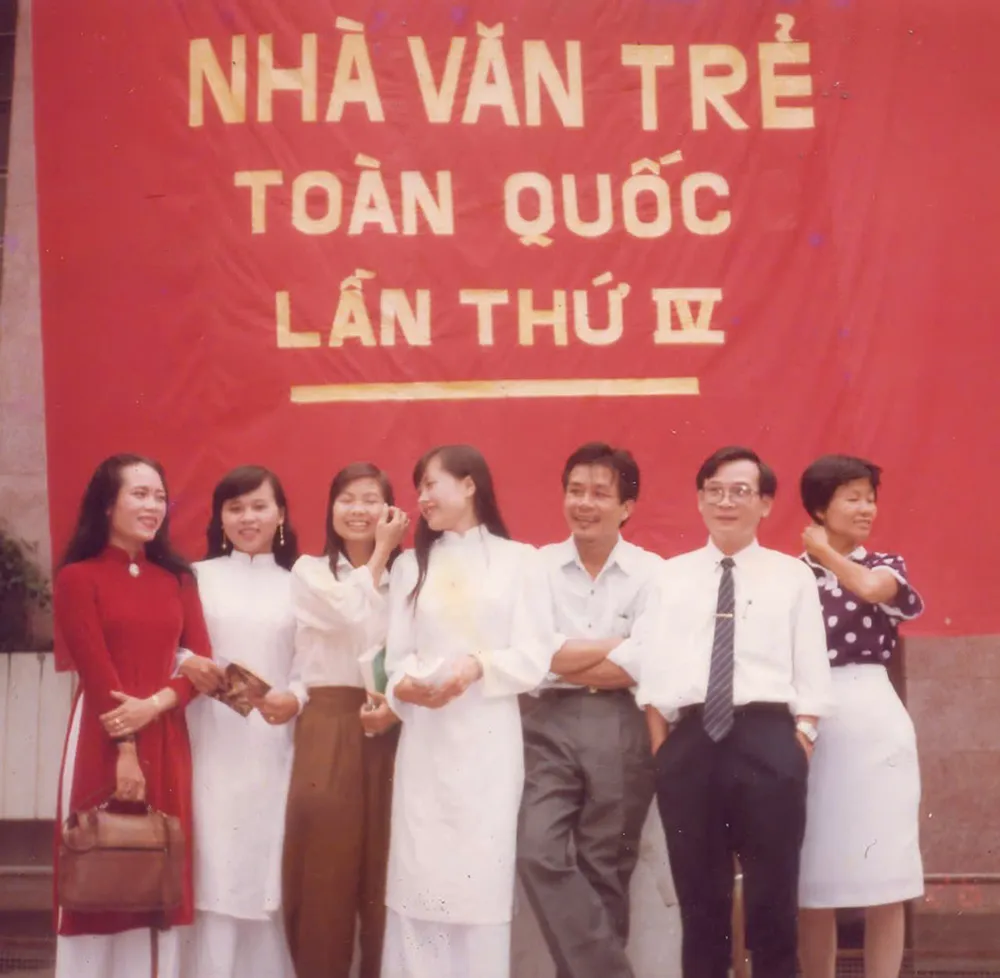 NHÀ VĂN TRẺ
TOÀN QUỐC
LẦN THỨ IV